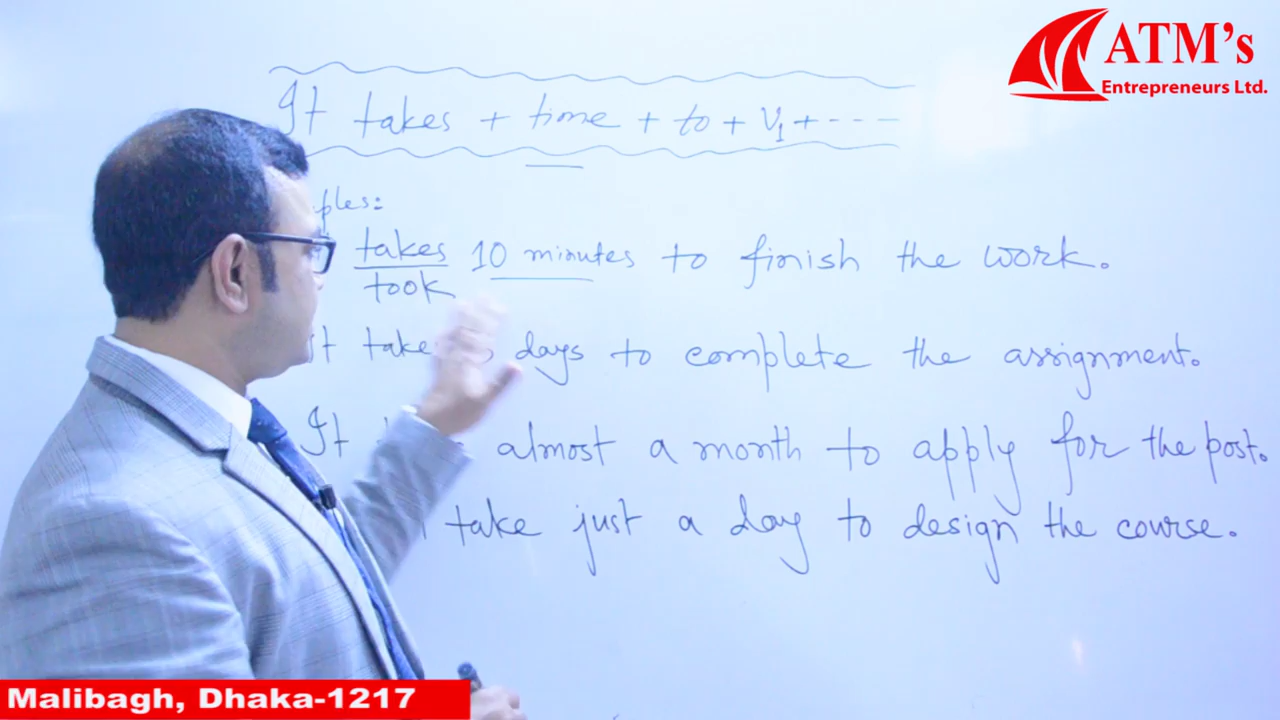 ATM's
Entrepreneurs Ltd.
It takes + time + to + V1 + ---
ples:
takes 10 minutes to finish the work.
took
It take days to complete the assignment.
It almost a month to apply for the post.
take just a day to design the course.
Malibagh, Dhaka-1217